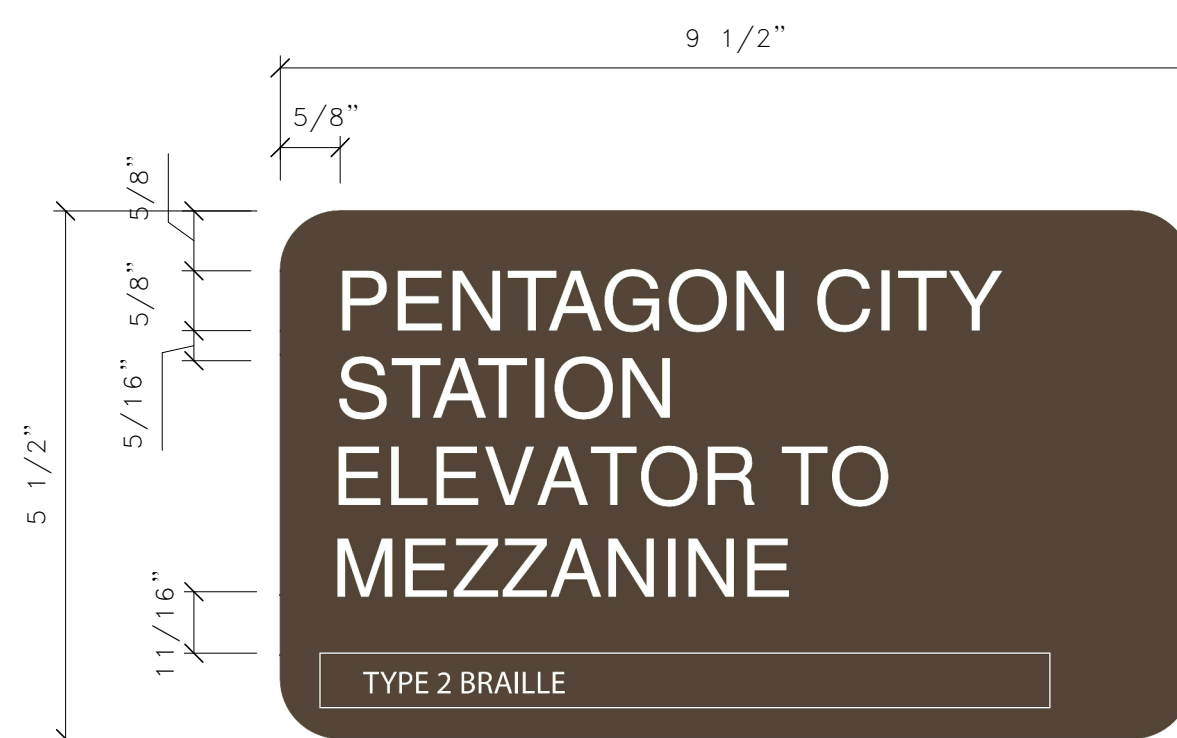 9 1/2”
5/8”
5/8”
5/8”
5/16”
5 1/2”
11/16”
PENTAGON CITY
STATION
ELEVATOR TO
MEZZANINE
TYPE 2 BRAILLE